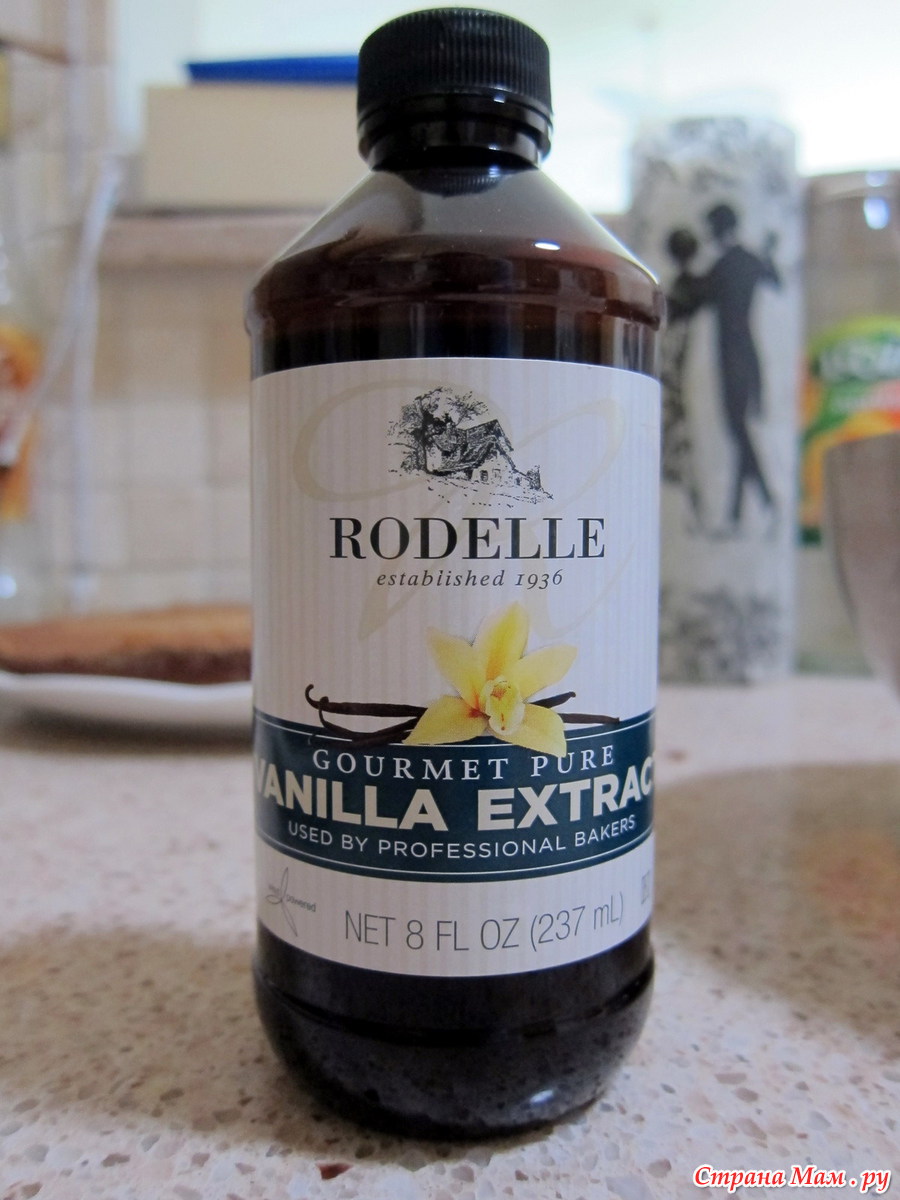 RODELLE
established 1936
GOURMET PURE
VANILLA EXTRAC
USED BY PROFESSIONAL BAKERS
powered
NET 8 FL OZ (237 mL)
Страна Мам.ру